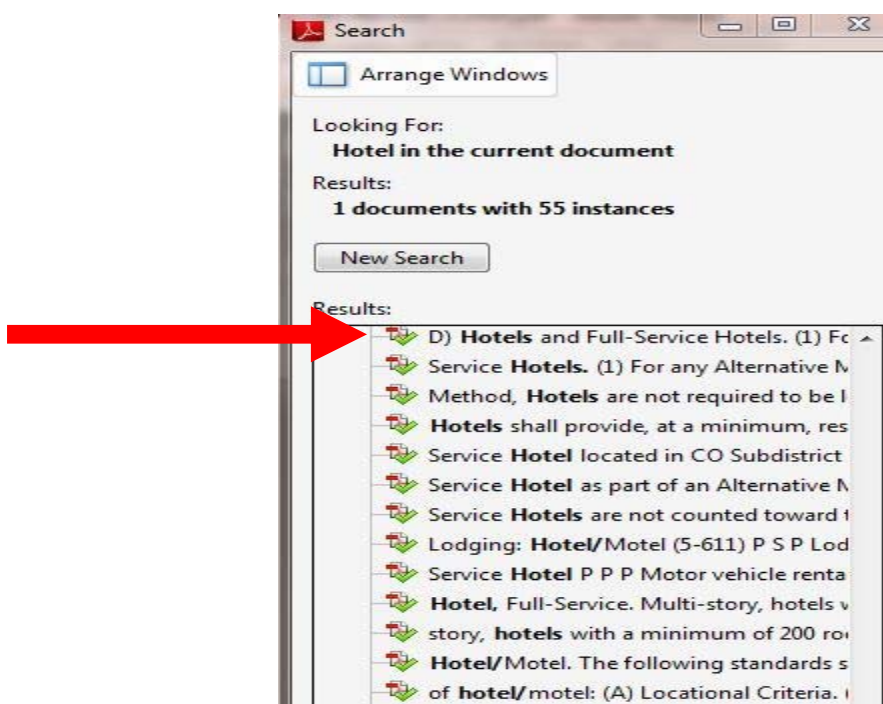 Search
Arrange Windows
Looking For:
Hotel in the current document
Results:
1 documents with 55 instances
New Search
Results:
D) Hotels and Full-Service Hotels. (1) Fo
Service Hotels. (1) For any Alternative
Method, Hotels are not required to be
Hotels shall provide, at a minimum, res
Service Hotel located in CO Subdistrict
Service Hotel as part of an Alternative
Service Hotels are not counted toward
Lodging: Hotel/Motel (5-611) P S P Lod
Service Hotel P P P Motor vehicle renta
Hotel, Full-Service. Multi-story, hotels
story, hotels with a minimum of 200 roo
Hotel/Motel. The following standards s
of hotel/motel: (A) Locational Criteria.